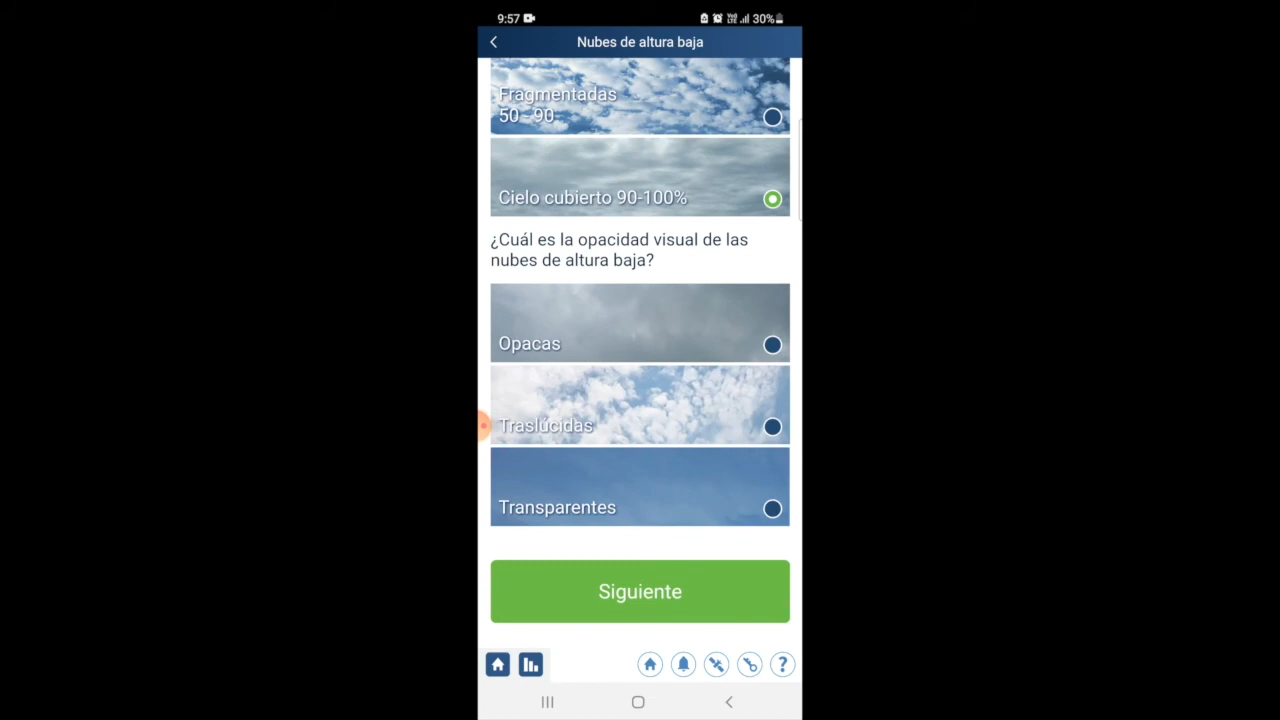 9:57
30%
Nubes de altura baja
Fragmentadas
50 - 90
Cielo cubierto 90-100%
¿Cuál es la opacidad visual de las
nubes de altura baja?
Opacas
Traslúcidas
Transparentes
Siguiente
?